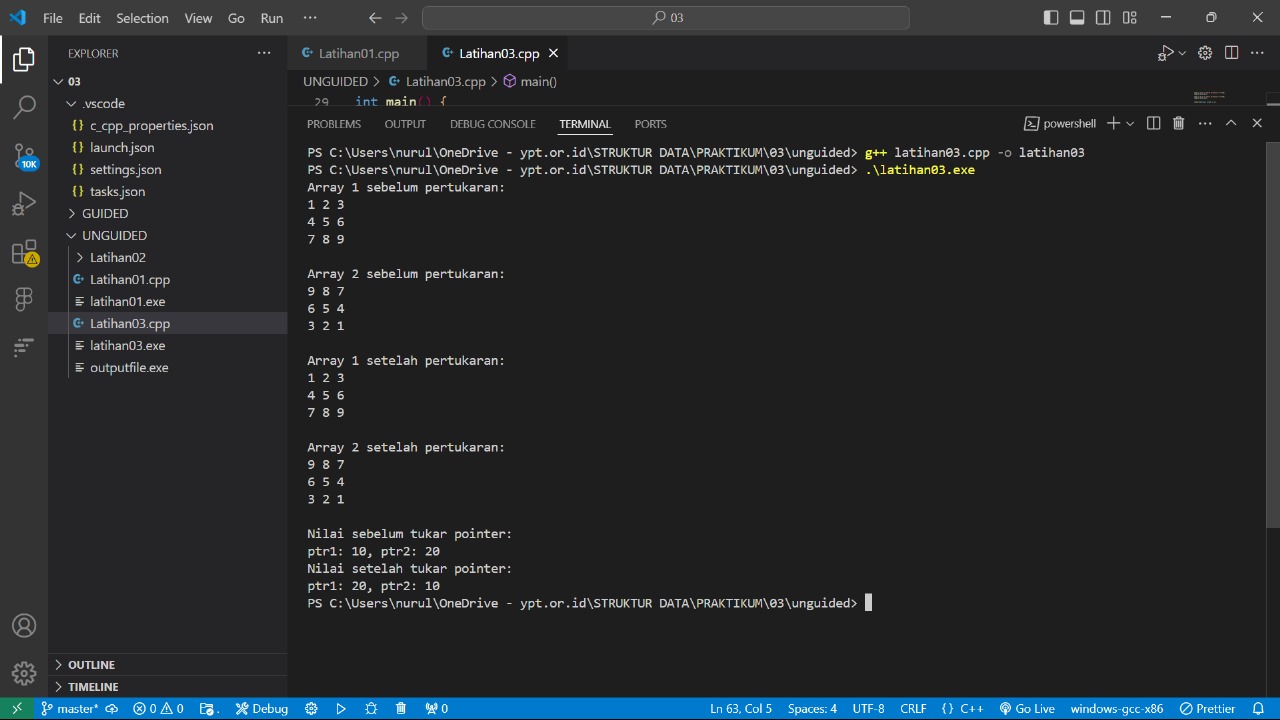 File Edit Selection View Go Run ··· 03
EXPLORER ···
03
.vscode
{} c_cpp_properties.json
{} launch.json
{} settings.json
{} tasks.json
GUIDED
UNGUIDED
Latihan02
Latihan01.cpp
latihan01.exe
Latihan03.cpp
latihan03.exe
outputfile.exe
OUTLINE
TIMELINE
10K
Latihan01.cpp Latihan03.cpp
UNGUIDED > Latihan03.cpp > main()
29 int main() {
PROBLEMS OUTPUT DEBUG CONSOLE TERMINAL PORTS powershell
PS C:\Users\nurul\OneDrive - ypt.or.id\STRUKTUR DATA\PRAKTIKUM\03\unguided> g++ latihan03.cpp -o latihan03
PS C:\Users\nurul\OneDrive - ypt.or.id\STRUKTUR DATA\PRAKTIKUM\03\unguided> .\latihan03.exe
Array 1 sebelum pertukaran:
1 2 3
4 5 6
7 8 9
Array 2 sebelum pertukaran:
9 8 7
6 5 4
3 2 1
Array 1 setelah pertukaran:
1 2 3
4 5 6
7 8 9
Array 2 setelah pertukaran:
9 8 7
6 5 4
3 2 1
Nilai sebelum tukar pointer:
ptr1: 10, ptr2: 20
Nilai setelah tukar pointer:
ptr1: 20, ptr2: 10
PS C:\Users\nurul\OneDrive - ypt.or.id\STRUKTUR DATA\PRAKTIKUM\03\unguided>
master* 0 0 Debug 0 Ln 63, Col 5 Spaces: 4 UTF-8 CRLF {} C++ Go Live windows-gcc-x86 Prettier